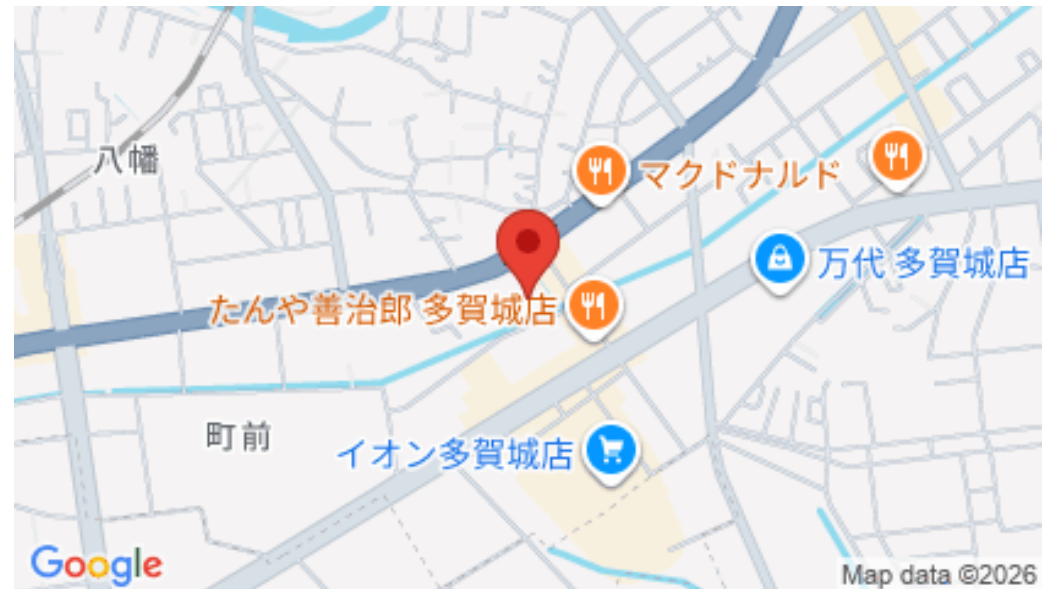 八幡
マクドナルド
万代 多賀城店
たんや善治郎 多賀城店
町前
イオン多賀城店
Google
Map data ©2026